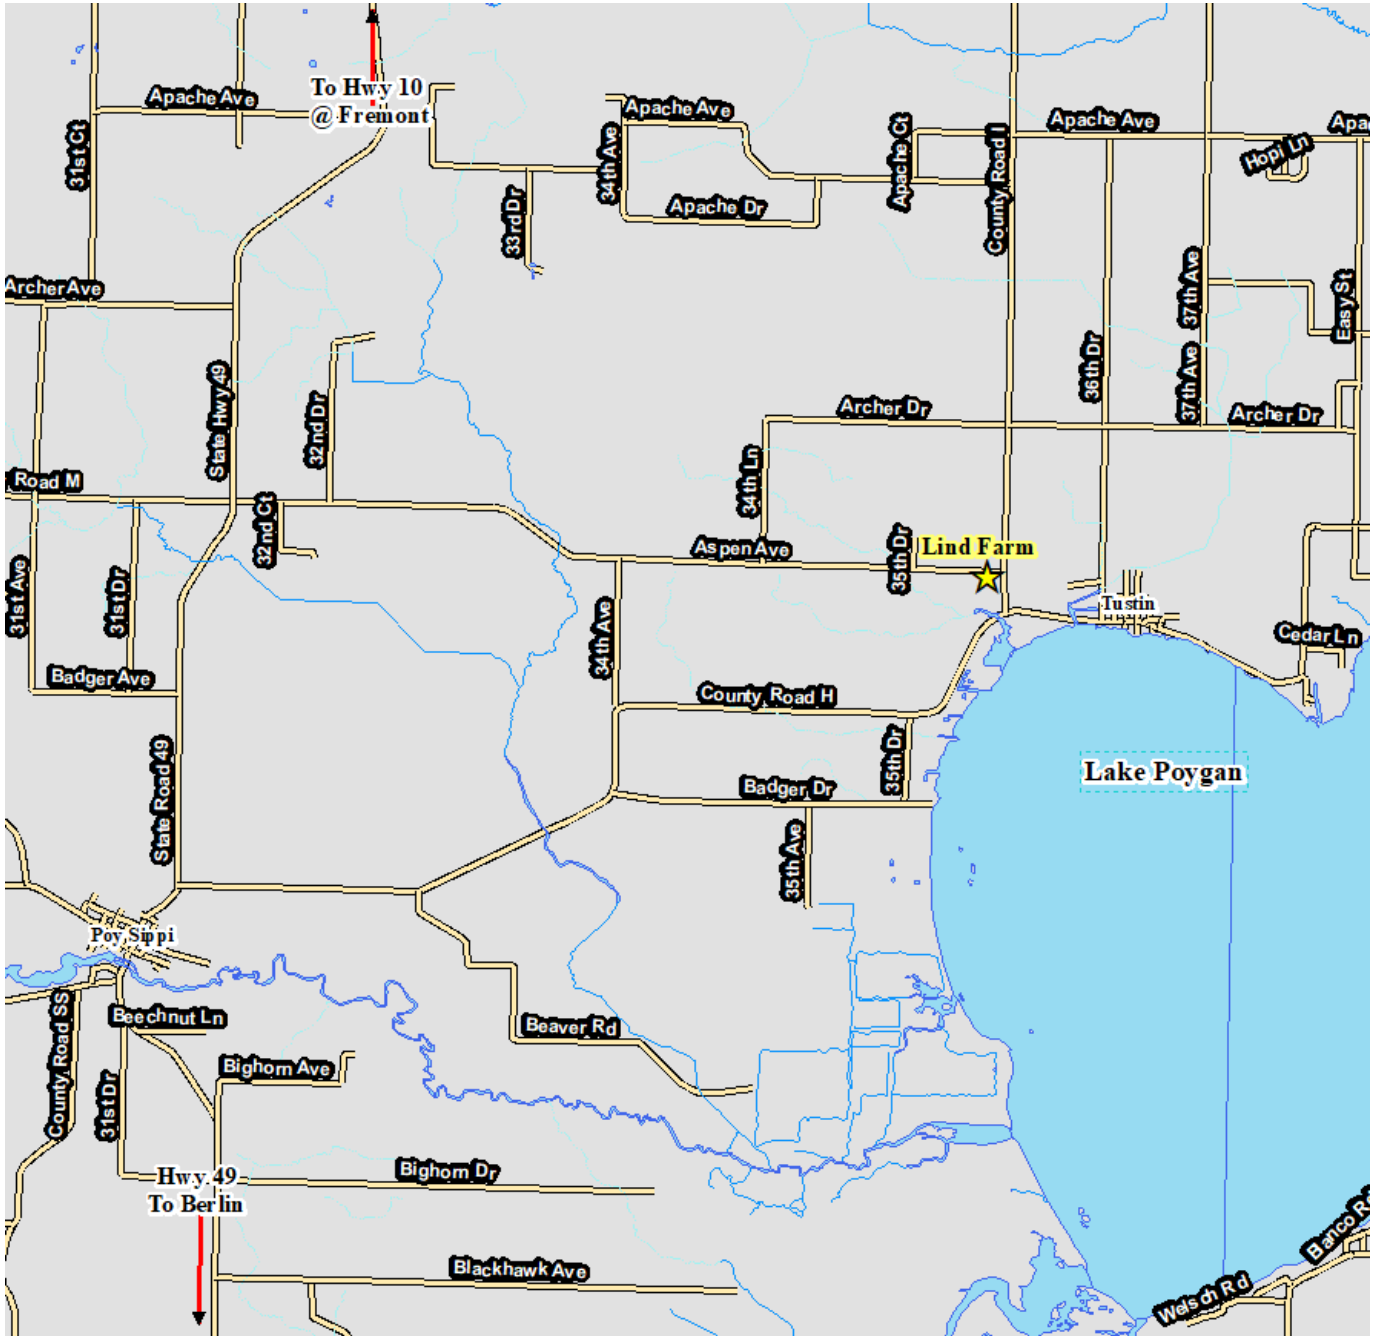 To Hwy 10
@ Fremont
Apache Ave
Apache Ave
Apache Ave
Apa
31st Ct
34th Ave
Apache Ct
County Road I
Hopi Ln
33rd Dr
Apache Dr
Archer Ave
37th Ave
Easy St
State Hwy 49
32nd Dr
36th Dr
37th Ave
Archer Dr
Archer Dr
Road M
34th Ln
32nd Ct
Aspen Ave
35th Dr
Lind Farm
31st Ave
31st Dr
Tustin
34th Ave
Cedar Ln
Badger Ave
County Road H
State Road 49
35th Dr
Lake Poygan
Badger Dr
35th Ave
Poy Sippi
County Road SS
Beechnut Ln
Beaver Rd
Bighorn Ave
31st Dr
Hwy 49
To Berlin
Bighorn Dr
Banco Rd
Blackhawk Ave
Welsch Rd